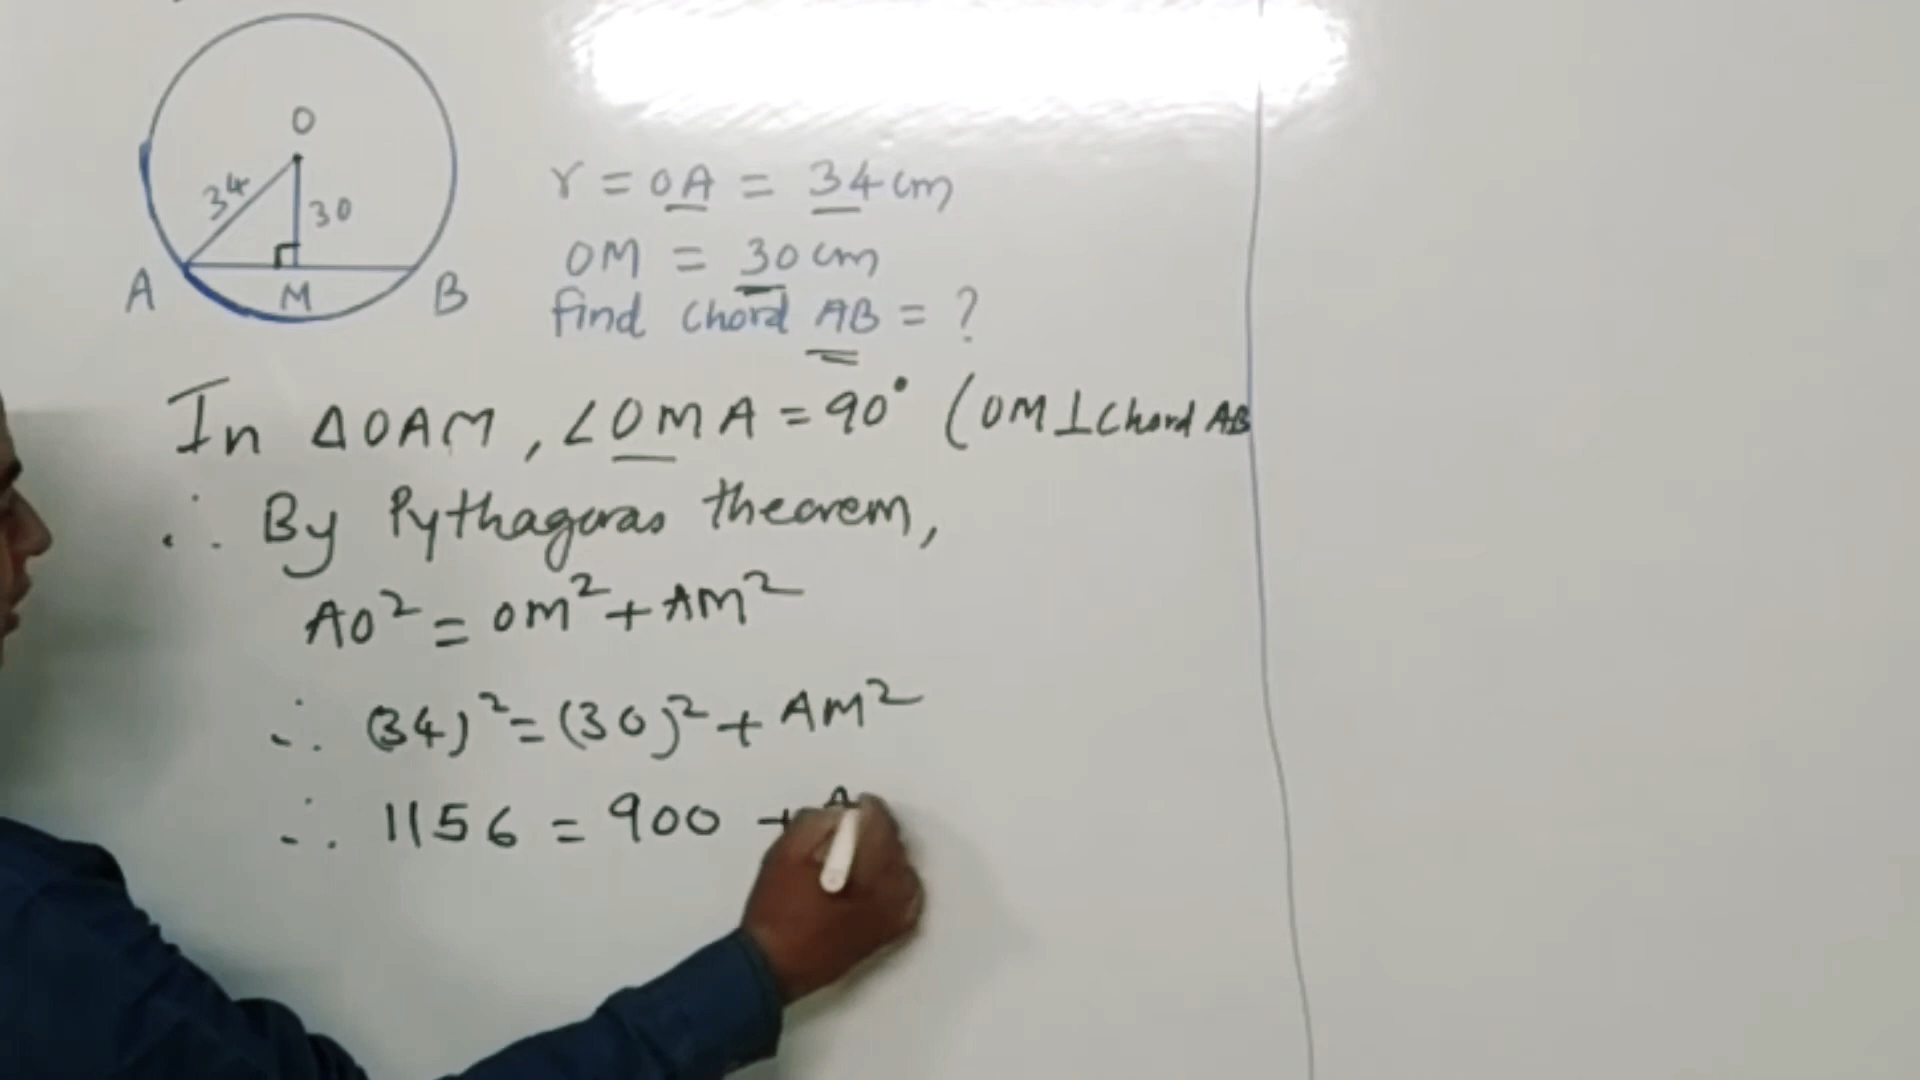 O
34
30
A M B
r = OA = 34 cm
OM = 30 cm
find chord AB = ?
In ΔOAM, ∠OMA = 90° (OM⊥Chord AB
∴ By Pythagoras theorem,
AO² = OM² + AM²
∴ (34)² = (30)² + AM²
∴ 1156 = 900 + A